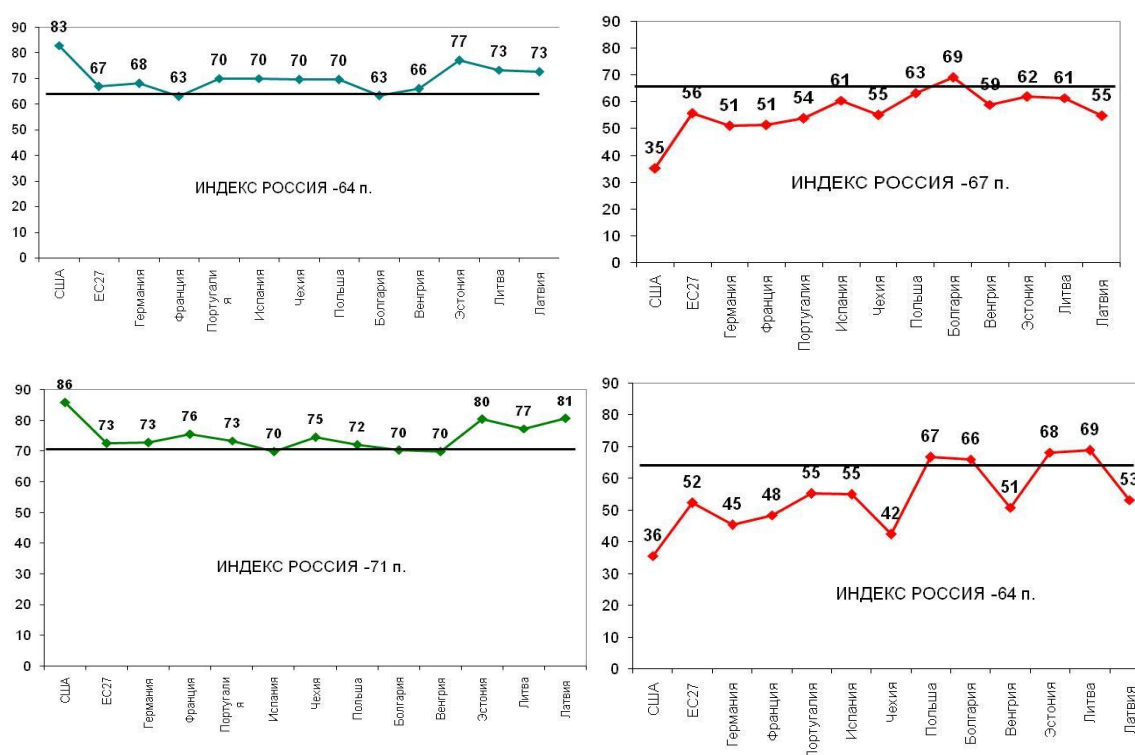 90
80
70
60
50
40
30
20
10
0
83
67
68
63
70
70
70
70
63
66
77
73
73
ИНДЕКС РОССИЯ -64 п.
США
ЕС27
Германия
Франция
Португали
я
Испания
Чехия
Польша
Болгария
Венгрия
Эстония
Литва
Латвия
90
80
70
60
50
40
30
20
10
0
35
56
51
51
54
61
55
63
69
59
62
61
55
ИНДЕКС РОССИЯ -67 п.
США
ЕС27
Германия
Франция
Португалия
Испания
Чехия
Польша
Болгария
Венгрия
Эстония
Литва
Латвия
90
80
70
60
50
40
30
20
10
0
86
73
73
76
73
70
75
72
70
70
80
77
81
ИНДЕКС РОССИЯ -71 п.
США
ЕС27
Германия
Франция
Португали
я
Испания
Чехия
Польша
Болгария
Венгрия
Эстония
Литва
Латвия
90
80
70
60
50
40
30
20
10
0
36
52
45
48
55
55
42
67
66
51
68
69
53
ИНДЕКС РОССИЯ -64 п.
США
ЕС27
Германия
Франция
Португалия
Испания
Чехия
Польша
Болгария
Венгрия
Эстония
Литва
Латвия